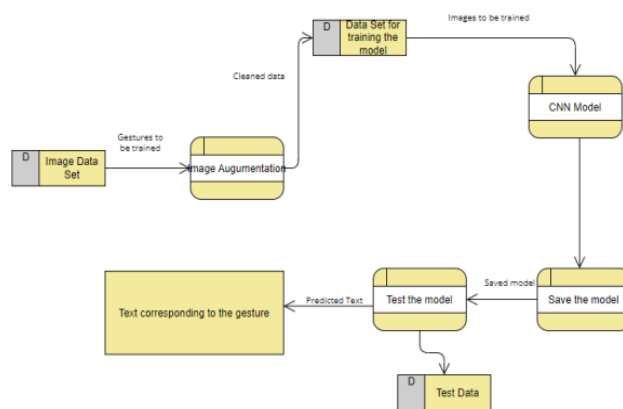 D
Data Set for
training the
model
Images to be trained
Cleaned data
CNN Model
Gestures to
be trained
D
Image Data
Set
Image Augumentation
Text corresponding to the gesture
Predicted Text
Test the model
Saved model
Save the model
D
Test Data